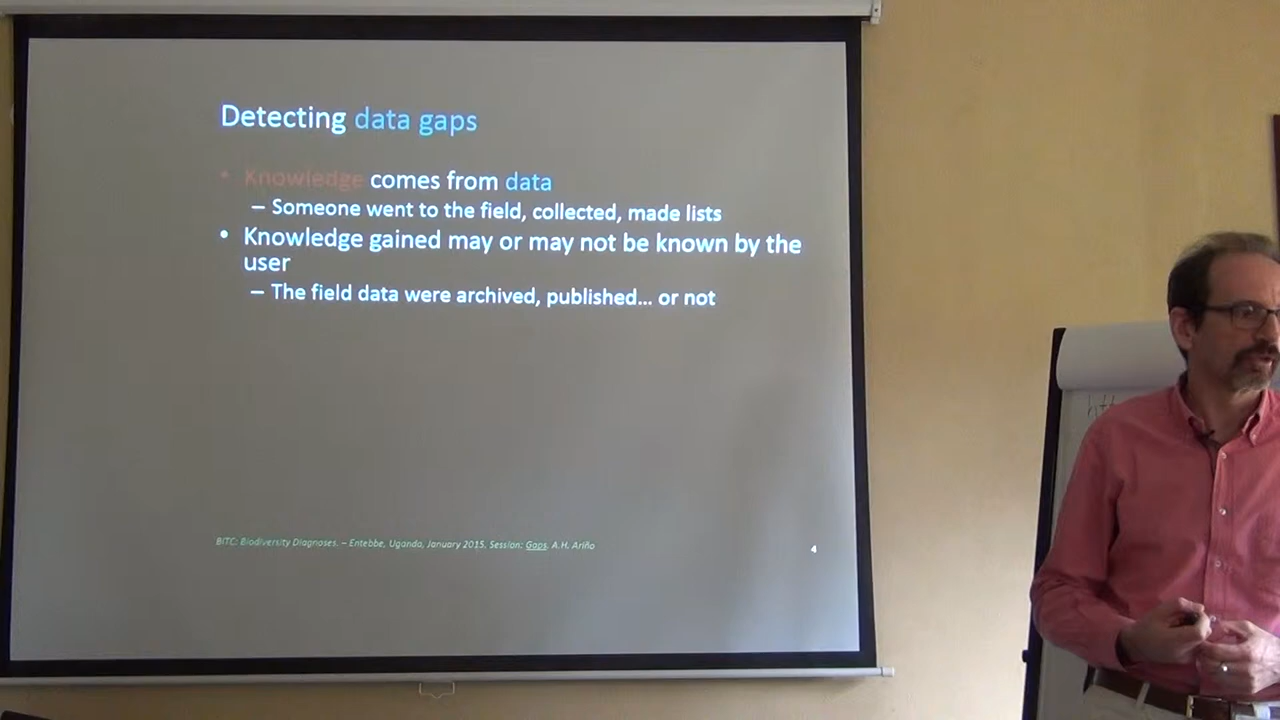 Detecting data gaps
• Knowledge comes from data
– Someone went to the field, collected, made lists
• Knowledge gained may or may not be known by the
user
– The field data were archived, published... or not
BITC: Biodiversity Diagnoses. – Entebbe, Uganda, January 2015. Session: Gaps. A.H. Ariño
4